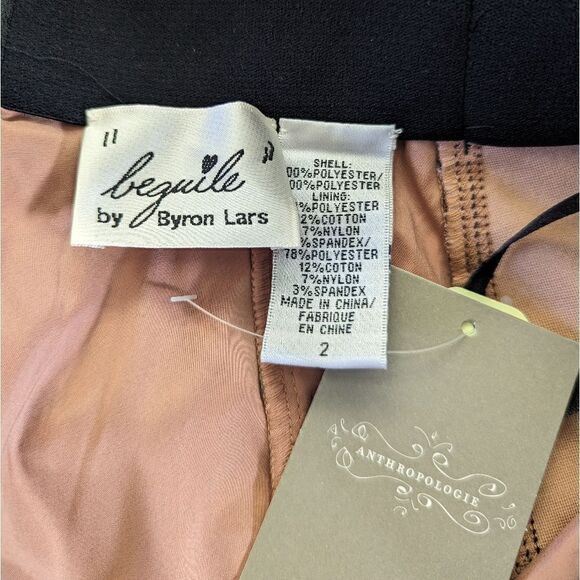 "beguile"
by Byron Lars
SHELL:
00%POLYESTER/
00%POLYESTER
LINING:
%POLYESTER
2%COTTON
7%NYLON
%SPANDEX/
78%POLYESTER
12%COTON
7%NYLON
3%SPANDEX
MADE IN CHINA/
FABRIQUE
EN CHINE
2
ANTHROPOLOGIE